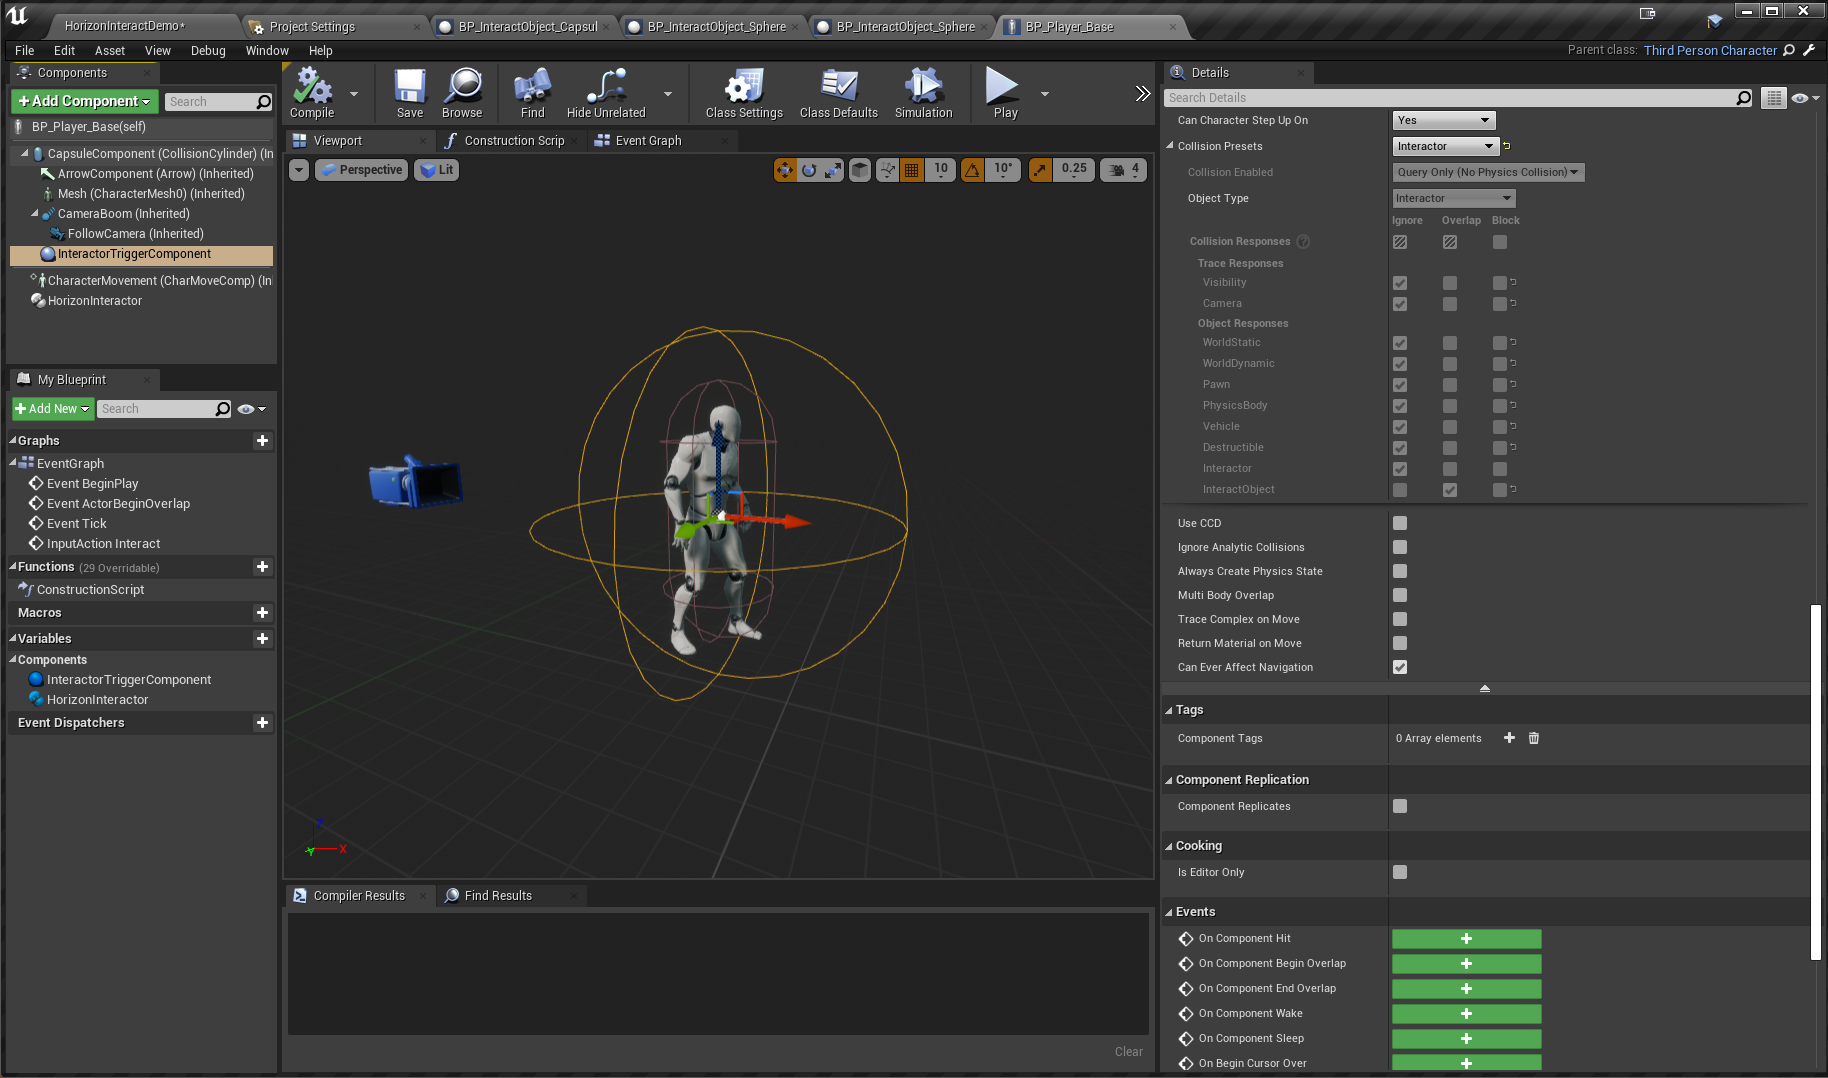 HorizonInteractDemo*
Project Settings
BP_InteractObject_Capsul
BP_InteractObject_Sphere
BP_InteractObject_Sphere
BP_Player_Base
File Edit Asset View Debug Window Help
Parent class: Third Person Character
Components
Add Component
Search
BP_Player_Base(self)
CapsuleComponent (CollisionCylinder) (In
ArrowComponent (Arrow) (Inherited)
Mesh (CharacterMesh0) (Inherited)
CameraBoom (Inherited)
FollowCamera (Inherited)
InteractorTriggerComponent
CharacterMovement (CharMoveComp) (In
HorizonInteractor
My Blueprint
Add New
Search
Graphs
EventGraph
Event BeginPlay
Event ActorBeginOverlap
Event Tick
InputAction Interact
Functions (29 Overridable)
ConstructionScript
Macros
Variables
Components
InteractorTriggerComponent
HorizonInteractor
Event Dispatchers
Compile
Save
Browse
Find
Hide Unrelated
Class Settings
Class Defaults
Simulation
Play
Viewport
Construction Scrip
Event Graph
Perspective
Lit
10
10°
0.25
4
X
Compiler Results
Find Results
Clear
Details
Search Details
Can Character Step Up On Yes
Collision Presets Interactor
Collision Enabled Query Only (No Physics Collision)
Object Type Interactor
Ignore Overlap Block
Collision Responses ?
Trace Responses
Visibility
Camera
Object Responses
WorldStatic
WorldDynamic
Pawn
PhysicsBody
Vehicle
Destructible
Interactor
InteractObject
Use CCD
Ignore Analytic Collisions
Always Create Physics State
Multi Body Overlap
Trace Complex on Move
Return Material on Move
Can Ever Affect Navigation
Tags
Component Tags 0 Array elements
Component Replication
Component Replicates
Cooking
Is Editor Only
Events
On Component Hit
On Component Begin Overlap
On Component End Overlap
On Component Wake
On Component Sleep
On Begin Cursor Over